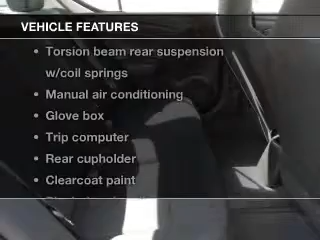 VEHICLE FEATURES
• Torsion beam rear suspension
w/coil springs
• Manual air conditioning
• Glove box
• Trip computer
• Rear cupholder
• Clearcoat paint